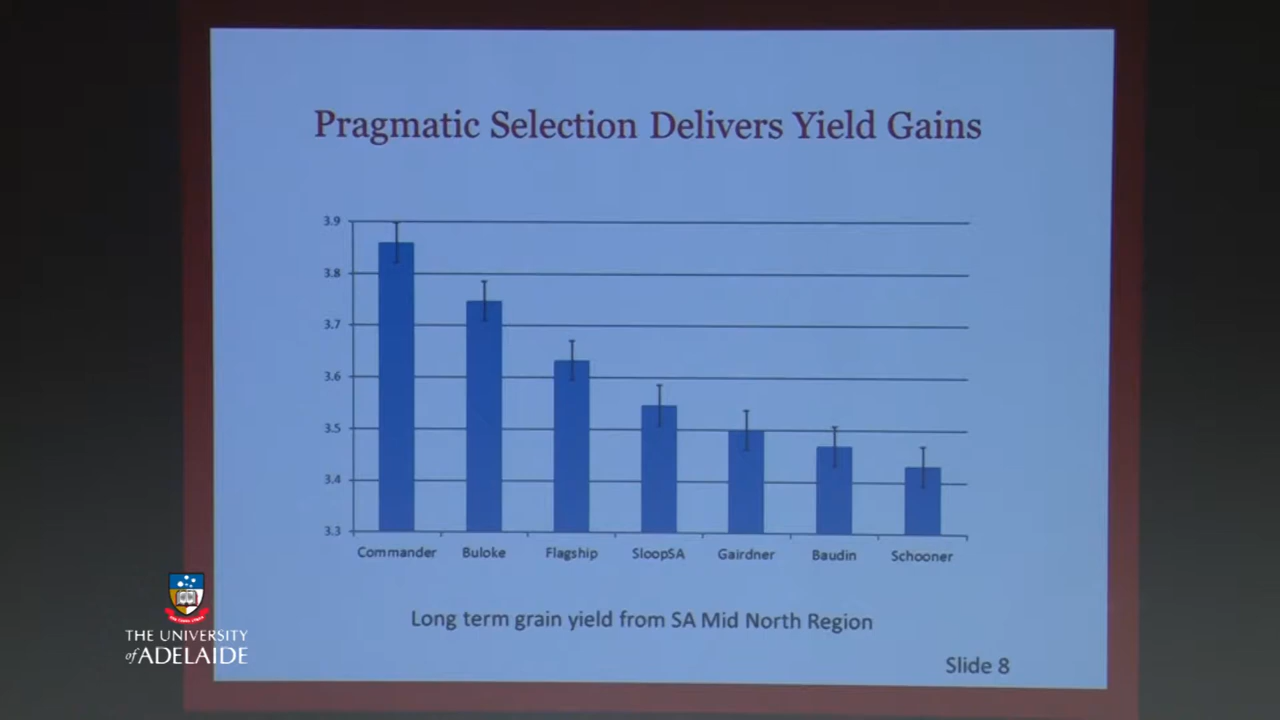 Pragmatic Selection Delivers Yield Gains
3.9
3.8
3.7
3.6
3.5
3.4
3.3
Commander Buloke Flagship SloopSA Gairdner Baudin Schooner
Long term grain yield from SA Mid North Region
Slide 8
THE UNIVERSITY
of ADELAIDE